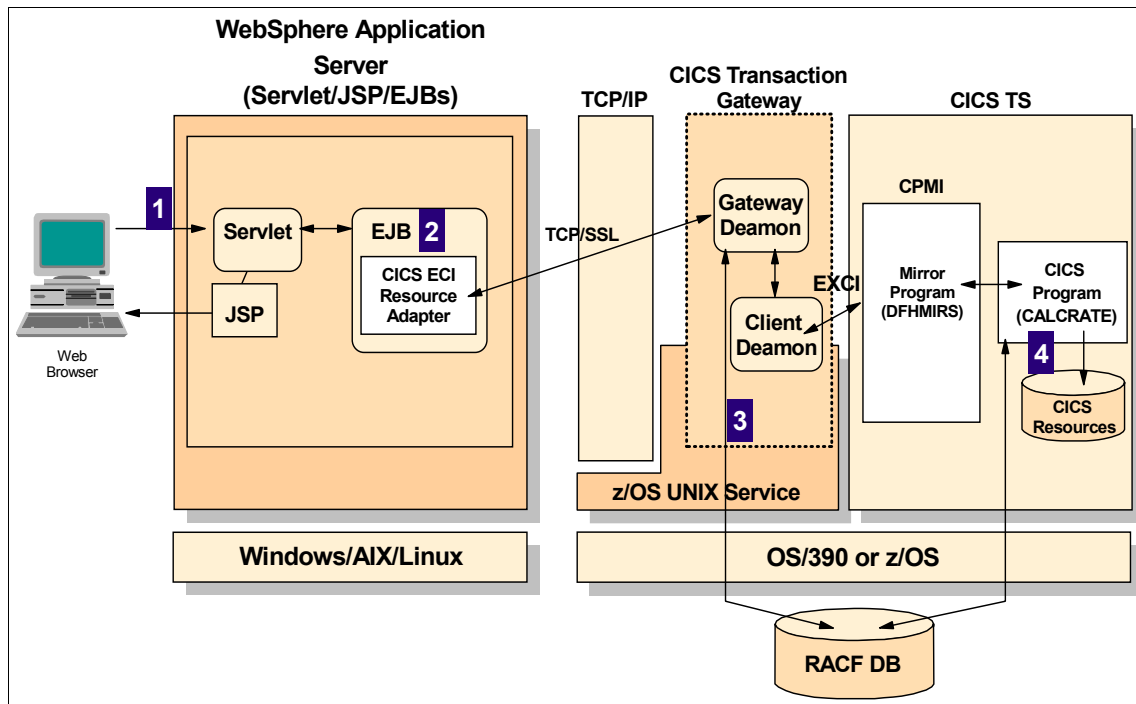 WebSphere Application
Server
(Servlet/JSP/EJBs)
TCP/IP
CICS Transaction
Gateway
CICS TS
1
Servlet
JSP
EJB
2
CICS ECI
Resource
Adapter
Web
Browser
TCP/SSL
Gateway
Deamon
Client
Deamon
EXCI
3
CPMI
Mirror
Program
(DFHMIRS)
CICS
Program
(CALCRATE)
4
CICS
Resources
z/OS UNIX Service
Windows/AIX/Linux
OS/390 or z/OS
RACF DB